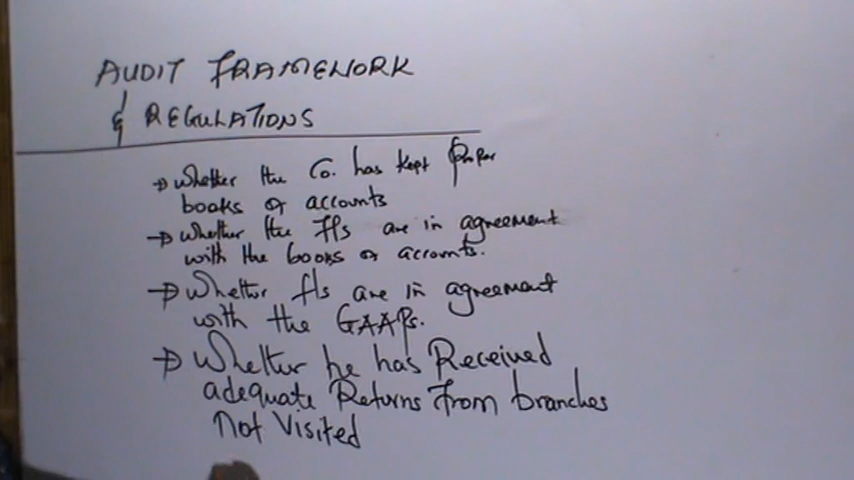 AUDIT FRAMEWORK
& REGULATIONS
→ Whether the Co. has kept proper
books of accounts
→ Whether the Ffs are in agreement
with the books of accounts.
→ Whether fls are in agreement
with the GAAPs.
→ Whether he has Received
adequate Returns From branches
not Visited